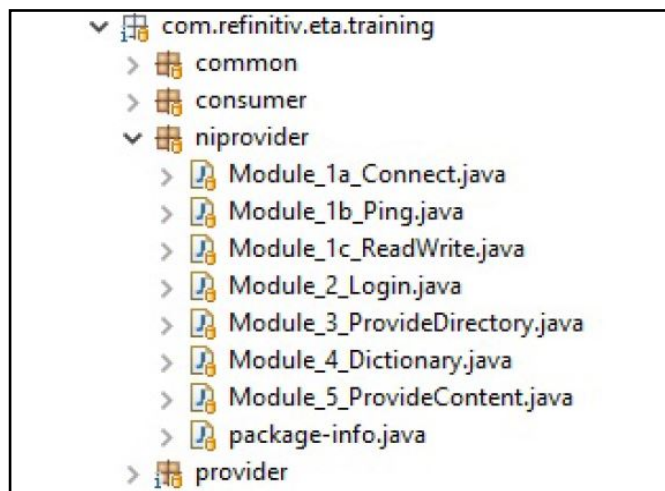 com.refinitiv.eta.training
common
consumer
niprovider
Module_1a_Connect.java
Module_1b_Ping.java
Module_1c_ReadWrite.java
Module_2_Login.java
Module_3_ProvideDirectory.java
Module_4_Dictionary.java
Module_5_ProvideContent.java
package-info.java
provider